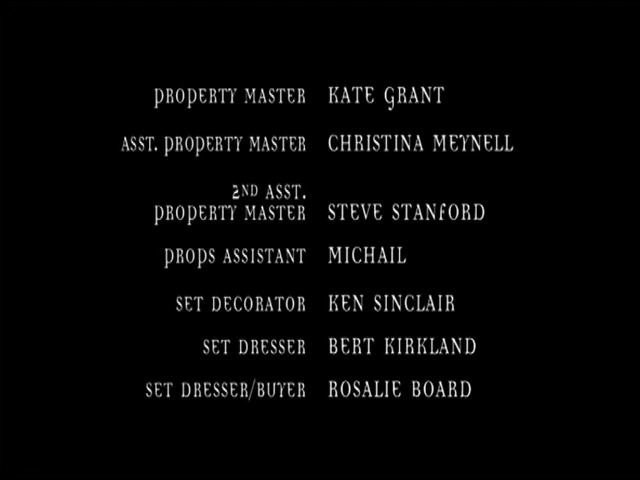 PROPERTY MASTER KATE GRANT
ASST. PROPERTY MASTER CHRISTINA MEYNELL
2ND ASST.
PROPERTY MASTER STEVE STANFORD
PROPS ASSISTANT MICHAIL
SET DECORATOR KEN SINCLAIR
SET DRESSER BERT KIRKLAND
SET DRESSER/BUYER ROSALIE BOARD